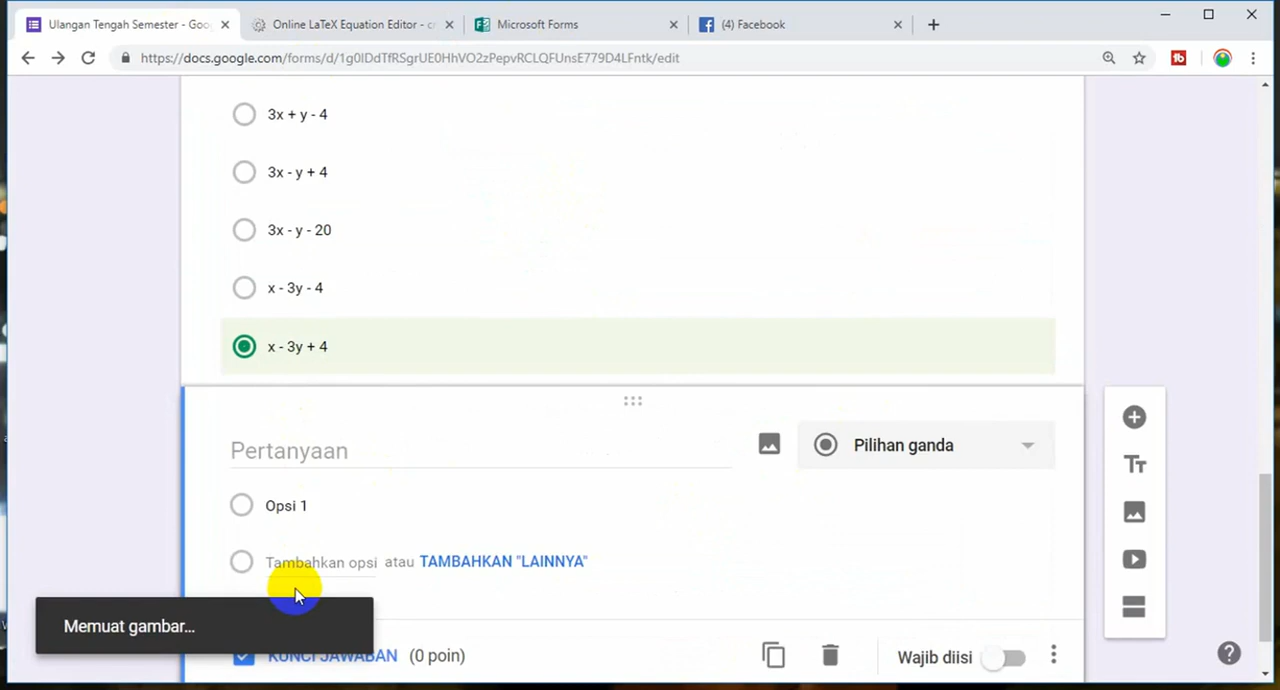 Ulangan Tengah Semester - Goo
Online LaTeX Equation Editor - cr
Microsoft Forms
(4) Facebook
https://docs.google.com/forms/d/1g0IDdTfRSgrUE0HhVO2zPepvRCLQFUnsE779D4LFntk/edit
3x + y - 4
3x - y + 4
3x - y - 20
x - 3y - 4
x - 3y + 4
Pertanyaan
Pilihan ganda
Opsi 1
Tambahkan opsi atau TAMBAHKAN "LAINNYA"
Memuat gambar...
KUNCI JAWABAN (0 poin)
Wajib diisi